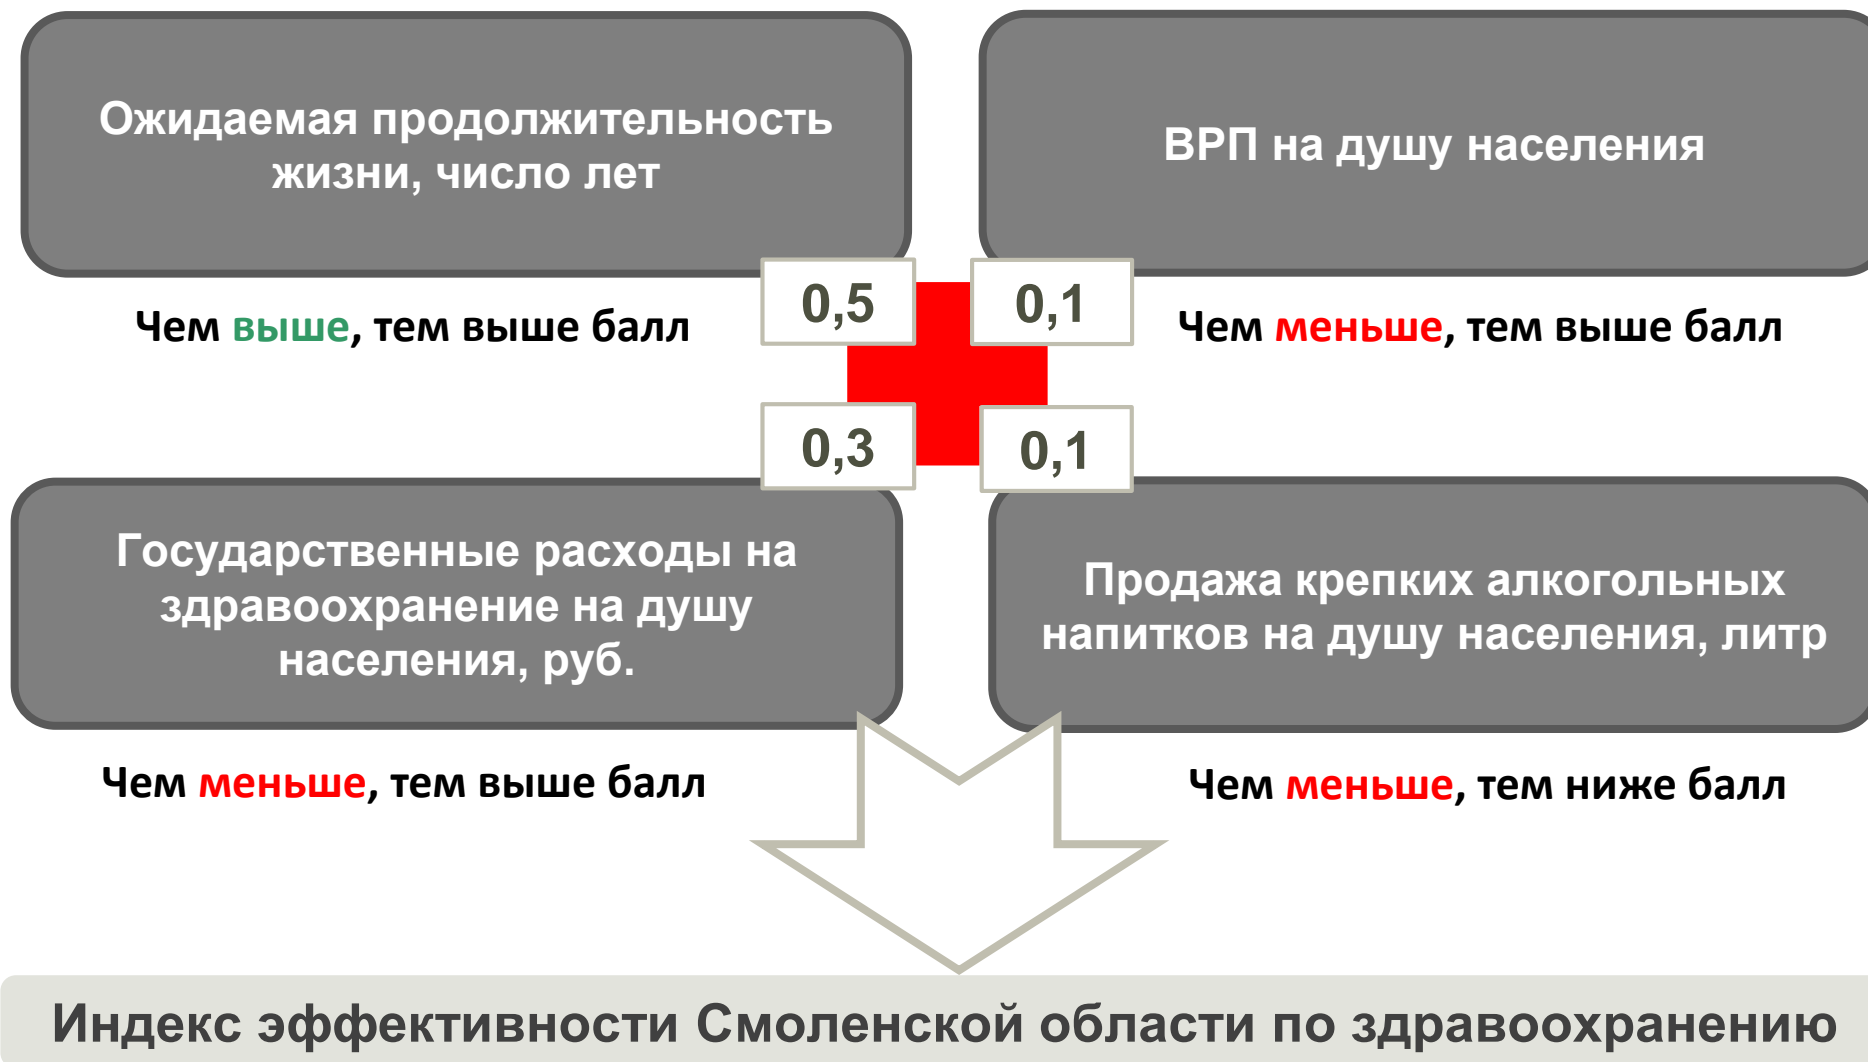 Ожидаемая продолжительность
жизни, число лет
ВРП на душу населения
0,5
0,1
Чем выше, тем выше балл
Чем меньше, тем выше балл
0,3
0,1
Государственные расходы на
здравоохранение на душу
населения, руб.
Продажа крепких алкогольных
напитков на душу населения, литр
Чем меньше, тем выше балл
Чем меньше, тем ниже балл
Индекс эффективности Смоленской области по здравоохранению